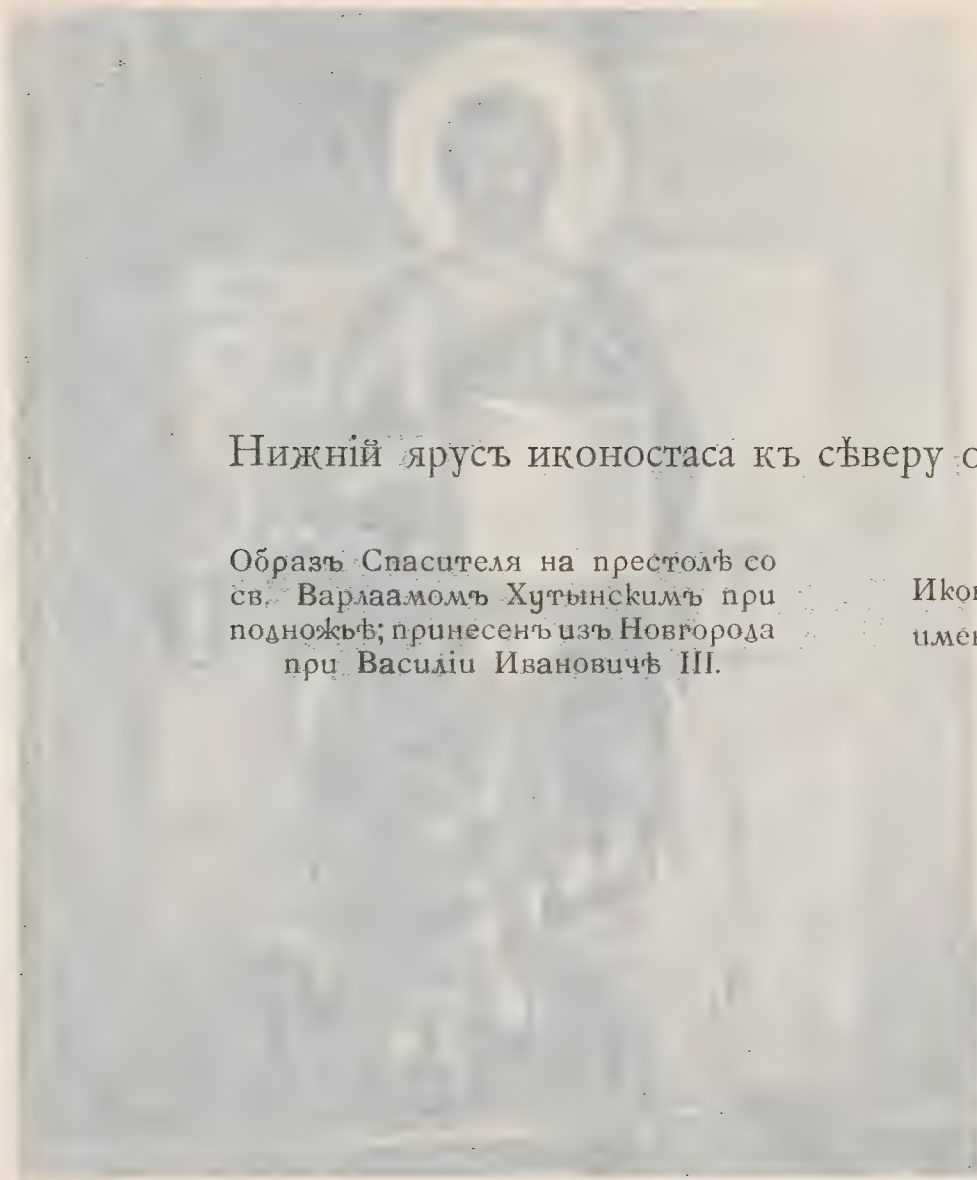 Нижній ярусъ иконостаса къ сѣверу
Образъ Спасителя на престолѣ со
св. Варлаамомъ Хутынскимъ при
подножьѣ; принесенъ изъ Новгорода
при Василіи Ивановичѣ III.